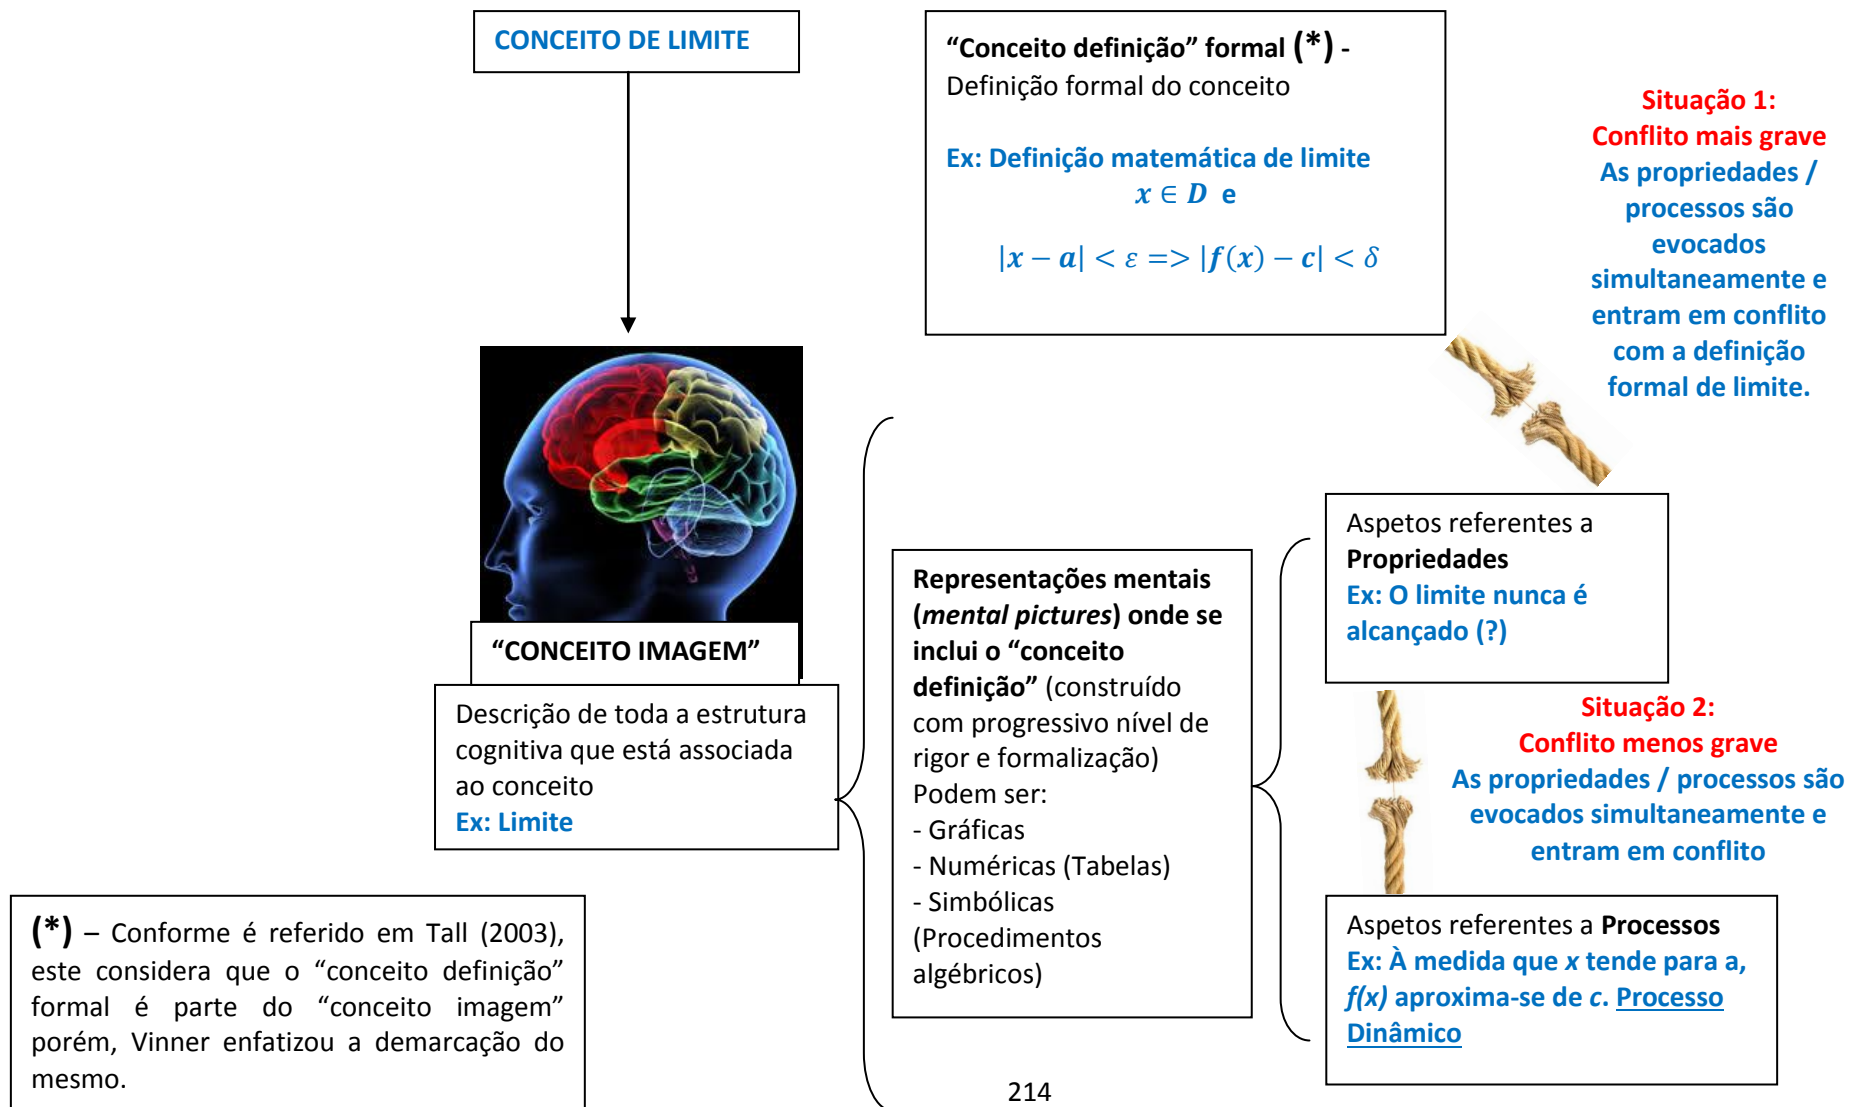 CONCEITO DE LIMITE
“Conceito definição” formal (*) -
Definição formal do conceito
Ex: Definição matemática de limite
x ∈ D e
|x − a| < ε => |f(x) − c| < δ
Situação 1:
Conflito mais grave
As propriedades /
processos são
evocados
simultaneamente e
entram em conflito
com a definição
formal de limite.
“CONCEITO IMAGEM”
Descrição de toda a estrutura
cognitiva que está associada
ao conceito
Ex: Limite
Representações mentais
(mental pictures) onde se
inclui o “conceito
definição” (construído
com progressivo nível de
rigor e formalização)
Podem ser:
- Gráficas
- Numéricas (Tabelas)
- Simbólicas
(Procedimentos
algébricos)
Aspetos referentes a
Propriedades
Ex: O limite nunca é
alcançado (?)
Situação 2:
Conflito menos grave
As propriedades / processos são
evocados simultaneamente e
entram em conflito
Aspetos referentes a Processos
Ex: À medida que x tende para a,
f(x) aproxima-se de c. Processo
Dinâmico
(*) – Conforme é referido em Tall (2003),
este considera que o “conceito definição”
formal é parte do “conceito imagem”
porém, Vinner enfatizou a demarcação do
mesmo.
214